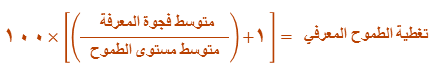 تغطية الطموح المعرفي = [١ + (متوسط فجوة المعرفة / متوسط مستوى الطموح)] × ١٠٠